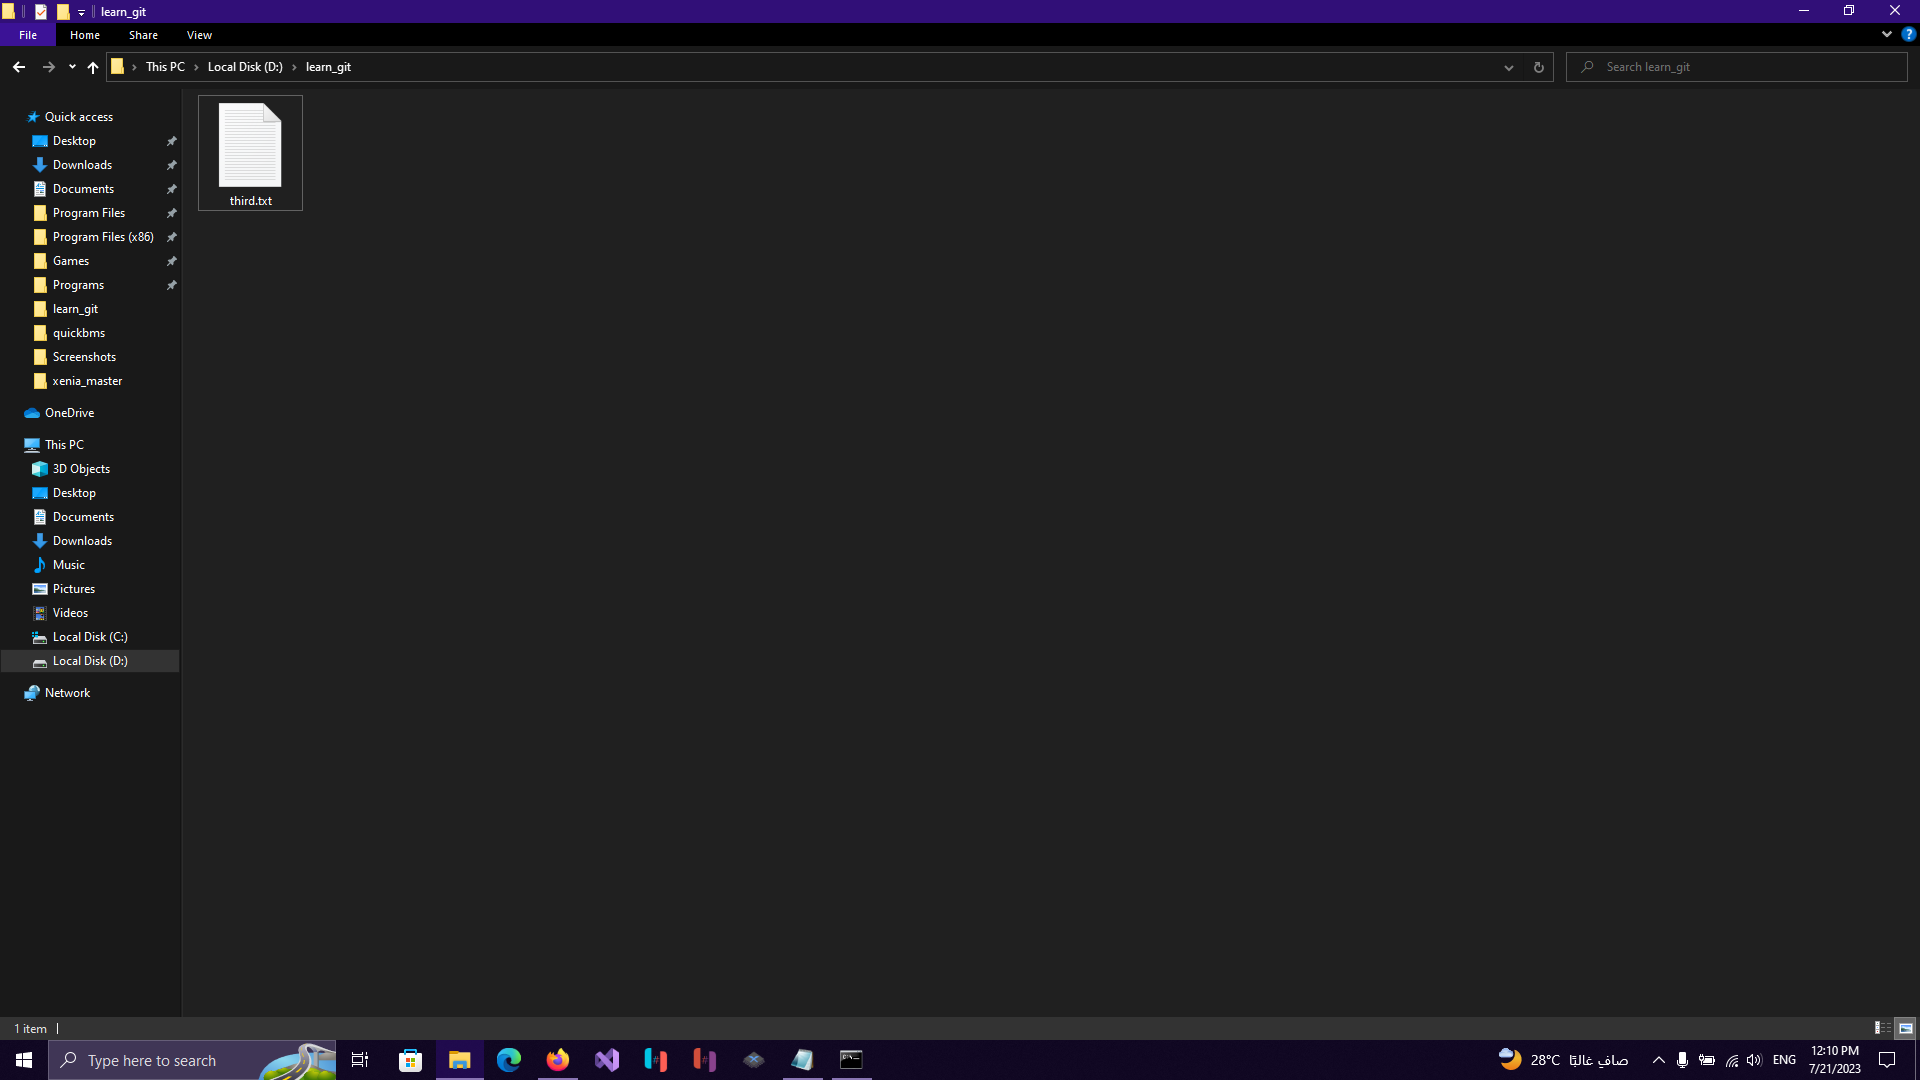 learn_git
File Home Share View
This PC Local Disk (D:) learn_git
Search learn_git
Quick access
Desktop
Downloads
Documents
Program Files
Program Files (x86)
Games
Programs
learn_git
quickbms
Screenshots
xenia_master
OneDrive
This PC
3D Objects
Desktop
Documents
Downloads
Music
Pictures
Videos
Local Disk (C:)
Local Disk (D:)
Network
third.txt
1 item
Type here to search
28°C صافٍ غالبًا
ENG
12:10 PM
7/21/2023